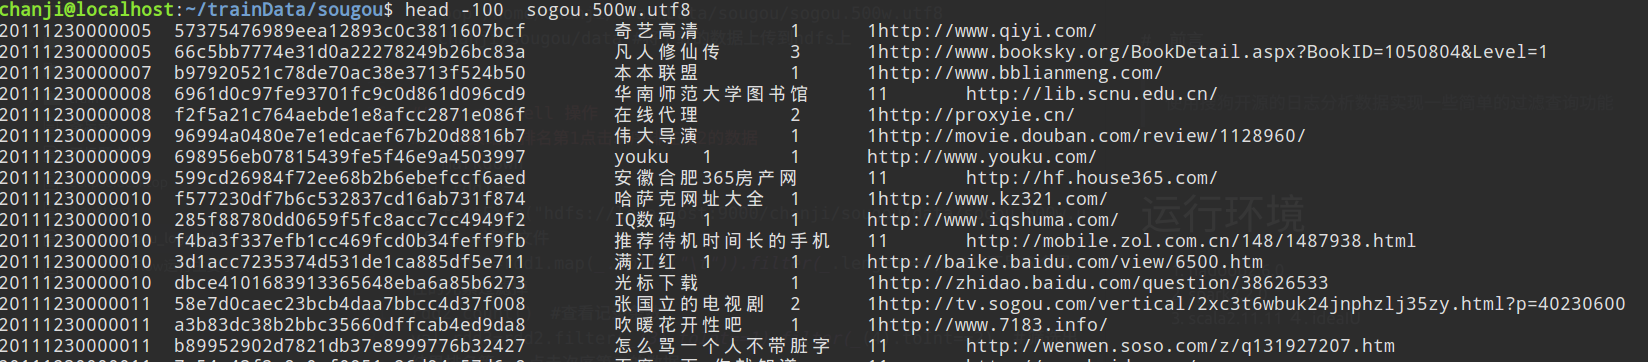 chanji@localhost:~/trainData/sougou$ head -100  sogou.500w.utf8
20111230000005  57375476989eea12893c0c3811607bcf  奇艺高清  1  1http://www.qiyi.com/
20111230000005  66c5bb7774e31d0a22278249b26bc83a  凡人修仙传  3  1http://www.booksky.org/BookDetail.aspx?BookID=1050804&Level=1
20111230000007  b97920521c78de70ac38e3713f524b50  本本联盟  1  1http://www.bblianmeng.com/
20111230000008  6961d0c97fe93701fc9c0d861d096cd9  华南师范大学图书馆  11  http://lib.scnu.edu.cn/
20111230000008  f2f5a21c764aebde1e8afcc2871e086f  在线代理  2  1http://proxyie.cn/
20111230000009  96994a0480e7e1edcaef67b20d8816b7  伟大导演  1  1http://movie.douban.com/review/1128960/
20111230000009  698956eb07815439fe5f46e9a4503997  youku  1  1  http://www.youku.com/
20111230000009  599cd26984f72ee68b2b6ebefccf6aed  安徽合肥365房产网  11  http://hf.house365.com/
20111230000010  f577230df7b6c532837cd16ab731f874  哈萨克网址大全  1  1http://www.kz321.com/
20111230000010  285f88780dd0659f5fc8acc7cc4949f2  IQ数码  1  1  http://www.iqshuma.com/
20111230000010  f4ba3f337efb1cc469fcd0b34feff9fb  推荐待机时间长的手机  11  http://mobile.zol.com.cn/148/1487938.html
20111230000010  3d1acc7235374d531de1ca885df5e711  满江红  1  1  http://baike.baidu.com/view/6500.htm
20111230000010  dbce4101683913365648eba6a85b6273  光标下载  1  1http://zhidao.baidu.com/question/38626533
20111230000011  58e7d0caec23bcb4daa7bbcc4d37f008  张国立的电视剧  2  1http://tv.sogou.com/vertical/2xc3t6wbuk24jnphzlj35zy.html?p=40230600
20111230000011  a3b83dc38b2bbc35660dffcab4ed9da8  吹暖花开性吧  1  1http://www.7183.info/
20111230000011  b89952902d7821db37e8999776b32427  怎么骂一个人不带脏字  11  http://wenwen.soso.com/z/q131927207.htm
运行环境